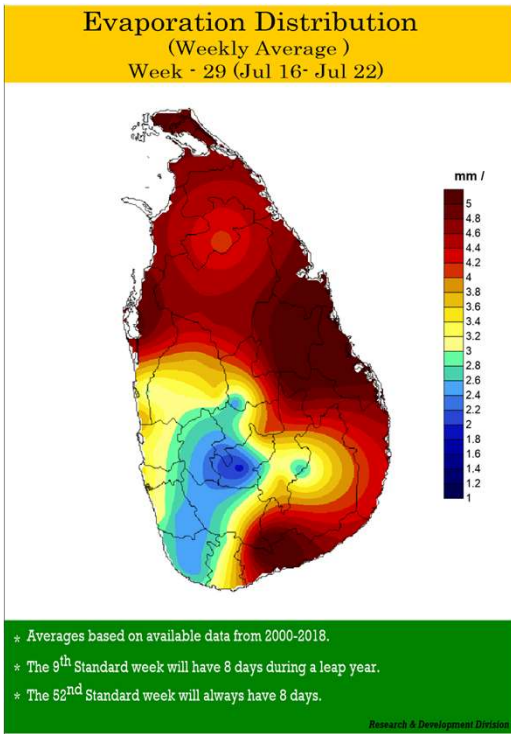 Evaporation Distribution
(Weekly Average )
Week - 29 (Jul 16- Jul 22)
mm /
5
4.8
4.6
4.4
4.2
4
3.8
3.6
3.4
3.2
3
2.8
2.6
2.4
2.2
2
1.8
1.6
1.4
1.2
1
* Averages based on available data from 2000-2018.
* The 9th Standard week will have 8 days during a leap year.
* The 52nd Standard week will always have 8 days.
Research & Development Division